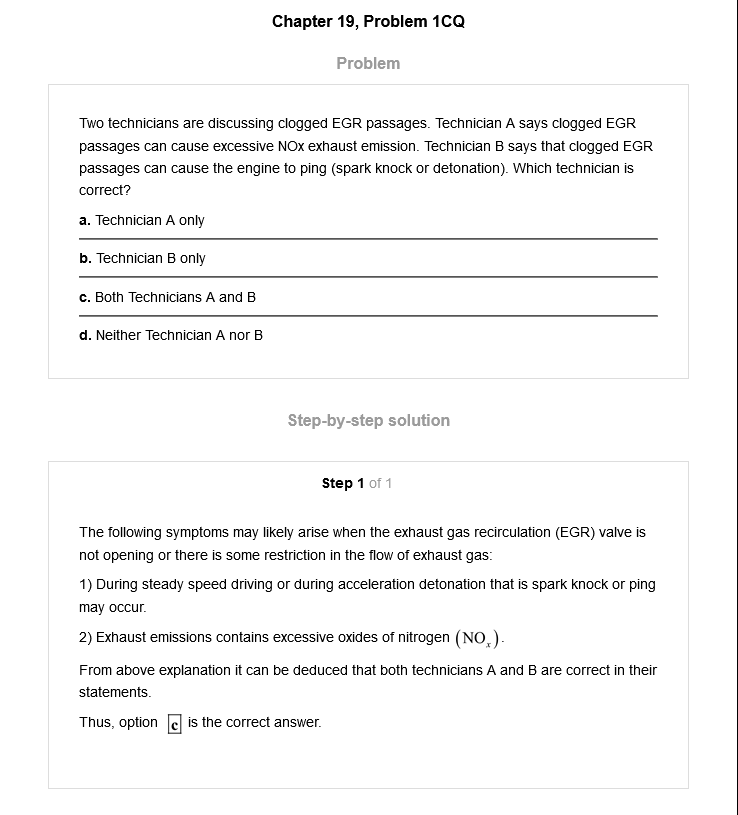 Chapter 19, Problem 1CQ
Problem
Two technicians are discussing clogged EGR passages. Technician A says clogged EGR
passages can cause excessive NOx exhaust emission. Technician B says that clogged EGR
passages can cause the engine to ping (spark knock or detonation). Which technician is
correct?
a. Technician A only
b. Technician B only
c. Both Technicians A and B
d. Neither Technician A nor B
Step-by-step solution
Step 1 of 1
The following symptoms may likely arise when the exhaust gas recirculation (EGR) valve is
not opening or there is some restriction in the flow of exhaust gas:
1) During steady speed driving or during acceleration detonation that is spark knock or ping
may occur.
2) Exhaust emissions contains excessive oxides of nitrogen (NOₓ).
From above explanation it can be deduced that both technicians A and B are correct in their
statements.
Thus, option c is the correct answer.